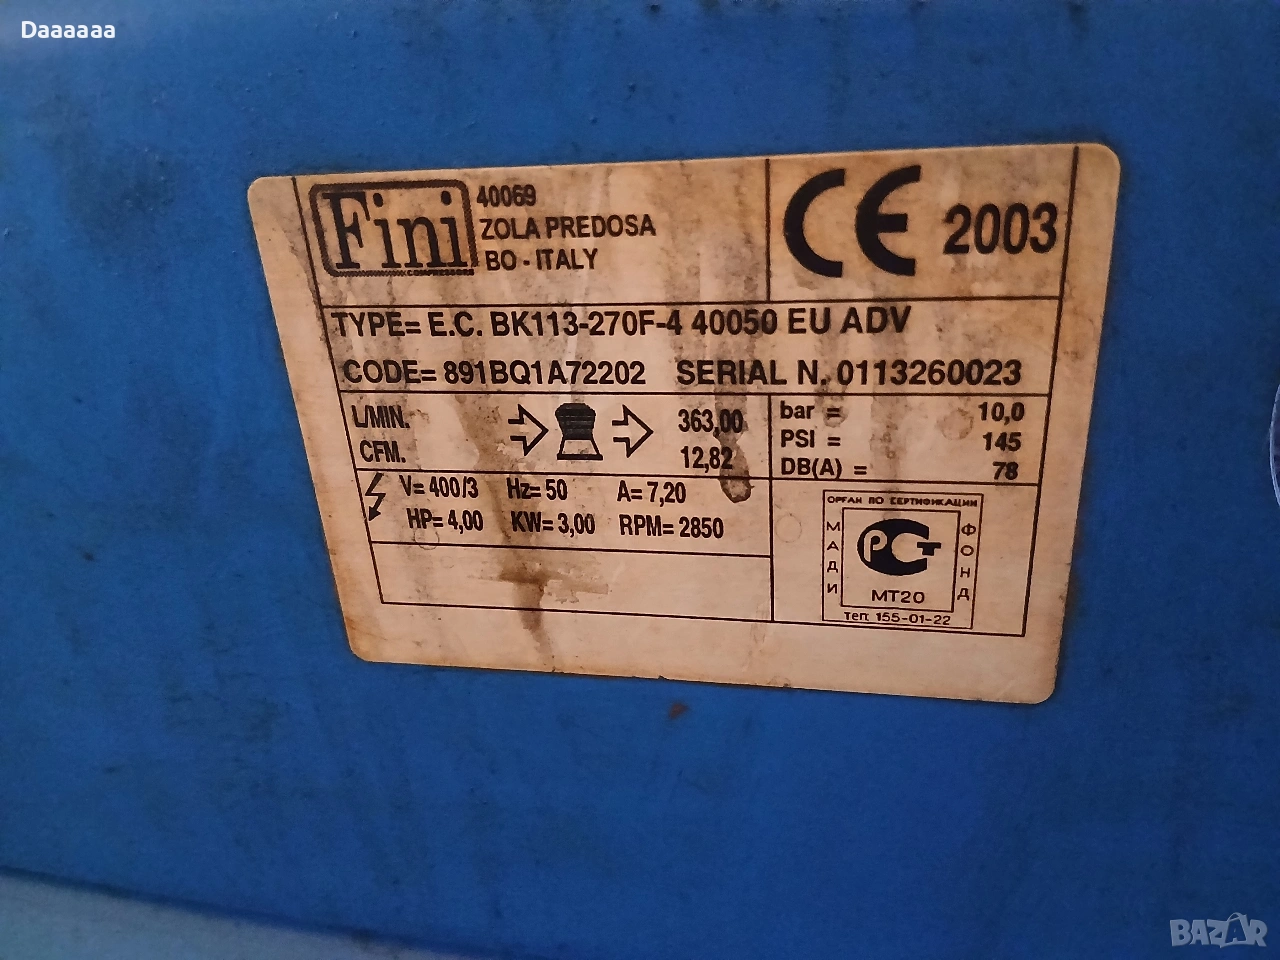 Daaaaaa
Fini
COMPRESSORS
40069
ZOLA PREDOSA
BO - ITALY
CE 2003
TYPE= E.C. BK113-270F-4 40050 EU ADV
CODE= 891BQ1A72202 SERIAL N. 0113260023
L/MIN. 363,00
CFM. 12,82
bar = 10,0
PSI = 145
DB(A) = 78
V= 400/3 Hz= 50 A= 7,20
HP= 4,00 KW= 3,00 RPM= 2850
ОРГАН ПО СЕРТИФИКАЦИИ
МАДИ
РСТ
ФОНД
МТ20
тел. 155-01-22
BAZAR